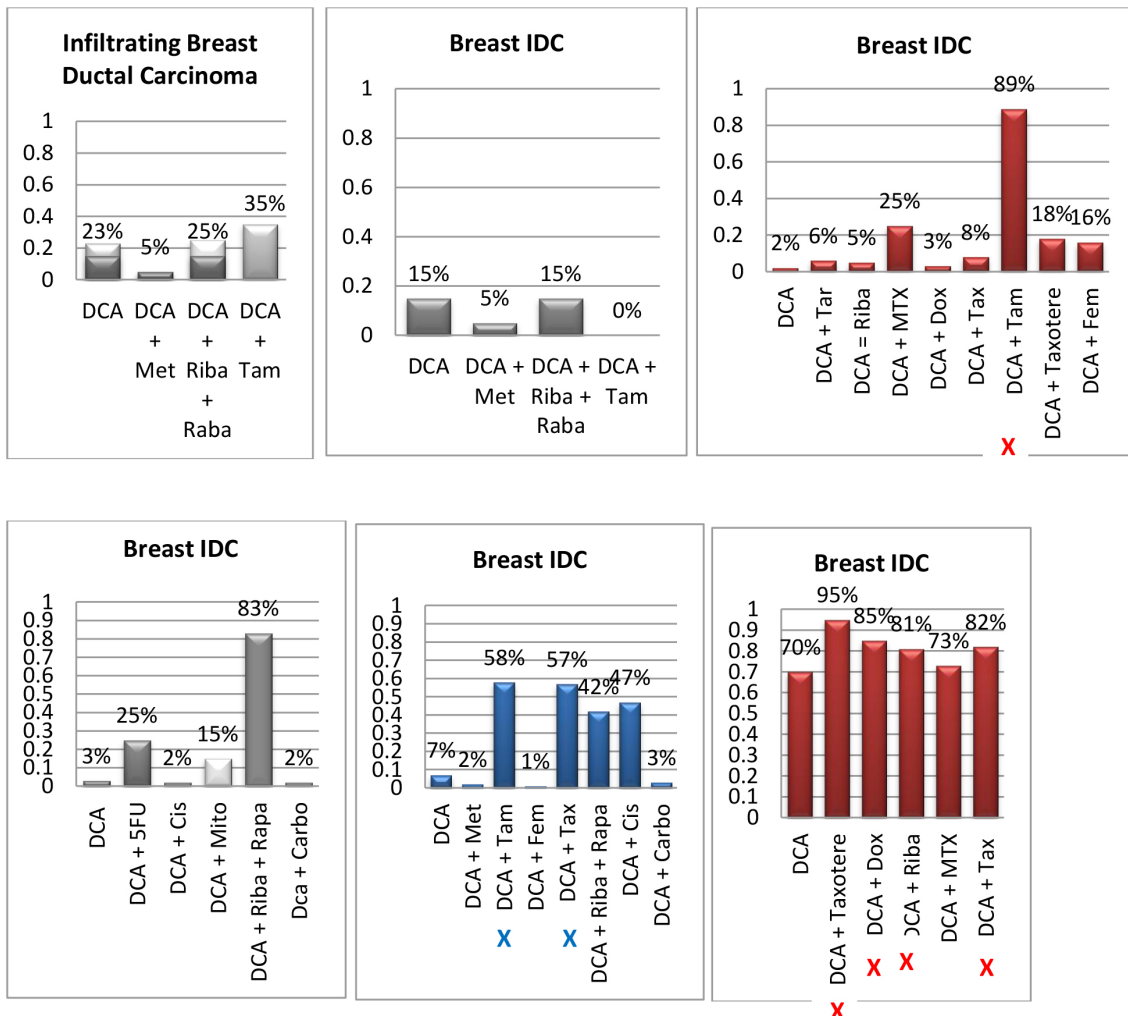 Infiltrating Breast
Ductal Carcinoma
1
0.8
0.6
0.4
0.2
0
23%
5%
25%
35%
DCA
DCA + Met
DCA + Riba + Raba
DCA + Tam
Breast IDC
1
0.8
0.6
0.4
0.2
0
15%
5%
15%
0%
DCA
DCA + Met
DCA + Riba + Raba
DCA + Tam
Breast IDC
1
0.8
0.6
0.4
0.2
0
2%
6%
5%
25%
3%
8%
89%
18%
16%
DCA
DCA + Tar
DCA = Riba
DCA + MTX
DCA + Dox
DCA + Tax
DCA + Tam
DCA + Taxotere
DCA + Fem
X
Breast IDC
1
0.9
0.8
0.7
0.6
0.5
0.4
0.3
0.2
0.1
0
3%
25%
2%
15%
83%
2%
DCA
DCA + 5FU
DCA + Cis
DCA + Mito
DCA + Riba + Rapa
Dca + Carbo
Breast IDC
1
0.9
0.8
0.7
0.6
0.5
0.4
0.3
0.2
0.1
0
7%
2%
58%
1%
57%
42%
47%
3%
DCA
DCA + Met
DCA + Tam
DCA + Fem
DCA + Tax
DCA + Riba + Rapa
DCA + Cis
DCA + Carbo
X X
Breast IDC
1
0.9
0.8
0.7
0.6
0.5
0.4
0.3
0.2
0.1
0
70%
95%
85%
81%
73%
82%
DCA
DCA + Taxotere
DCA + Dox
DCA + Riba
DCA + MTX
DCA + Tax
X X X
X